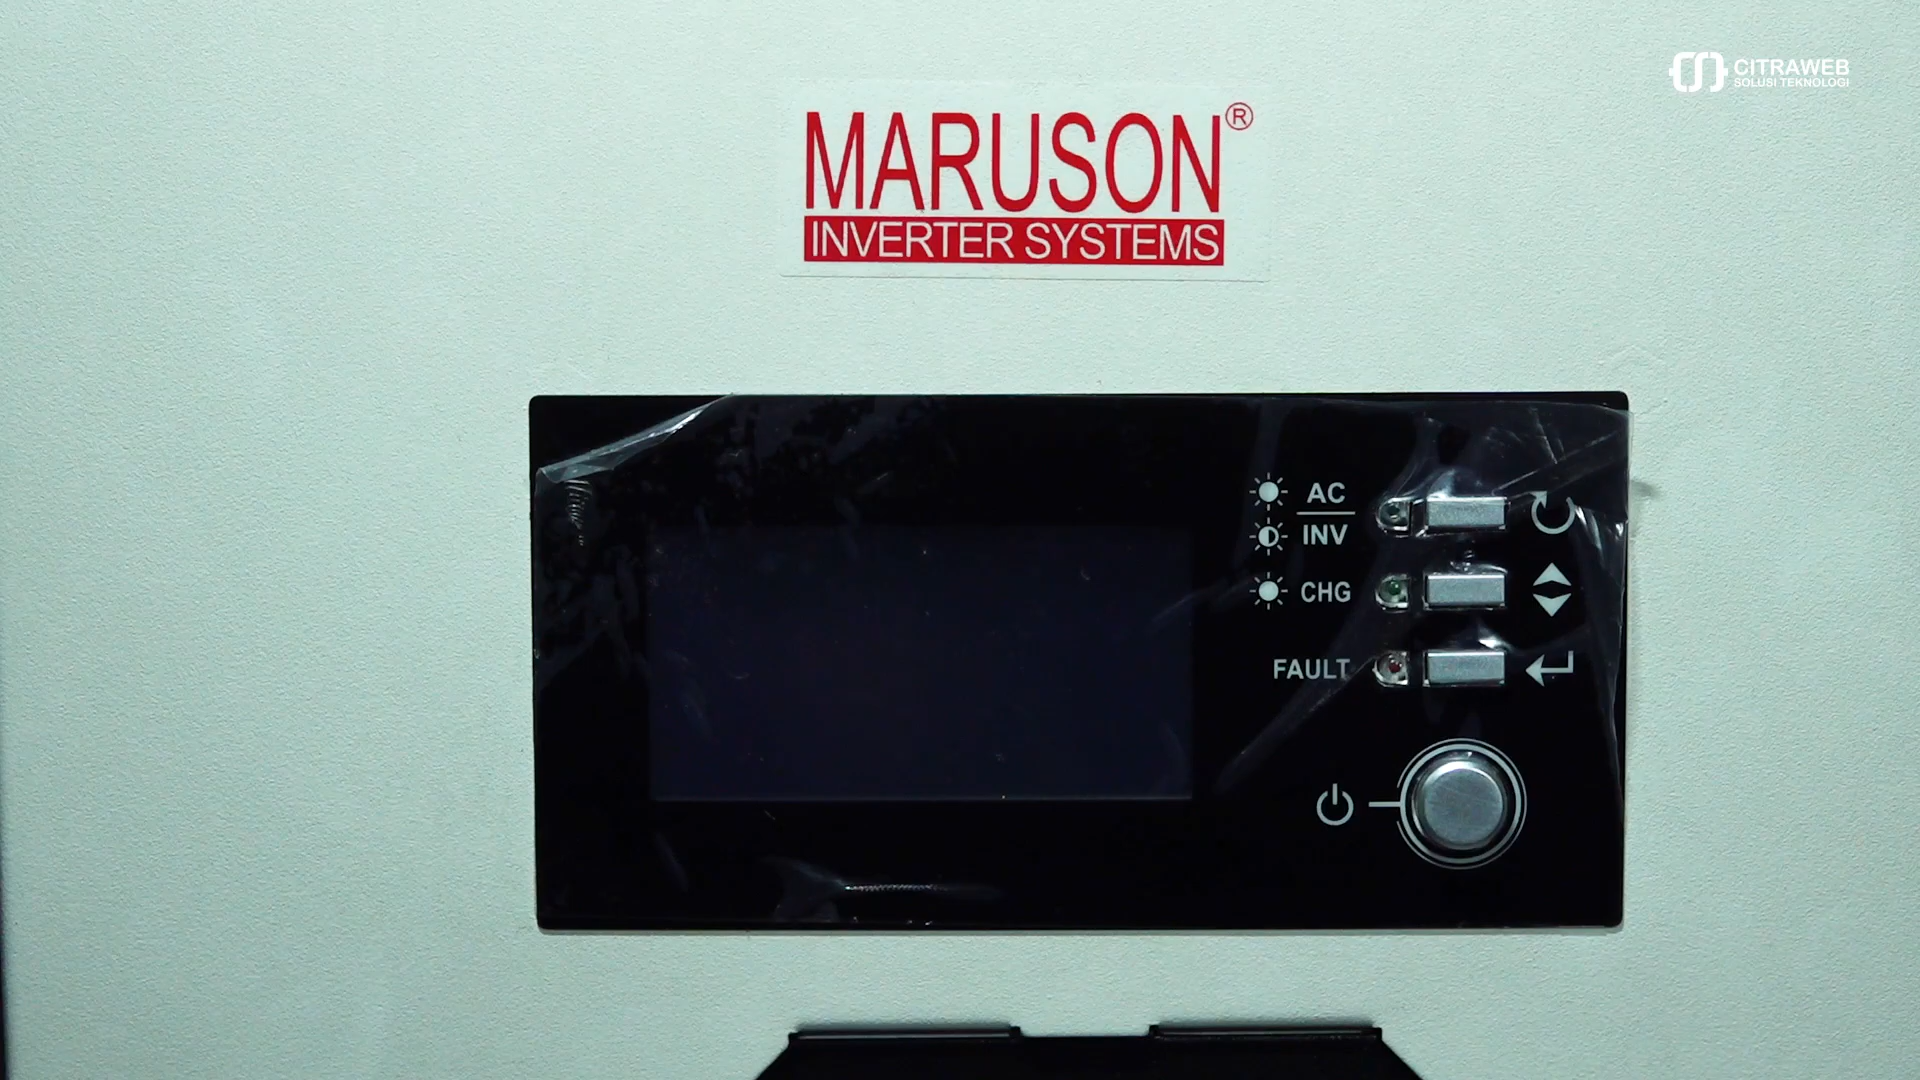 CITRAWEB
SOLUSI TEKNOLOGI
MARUSON®
INVERTER SYSTEMS
AC
INV
CHG
FAULT